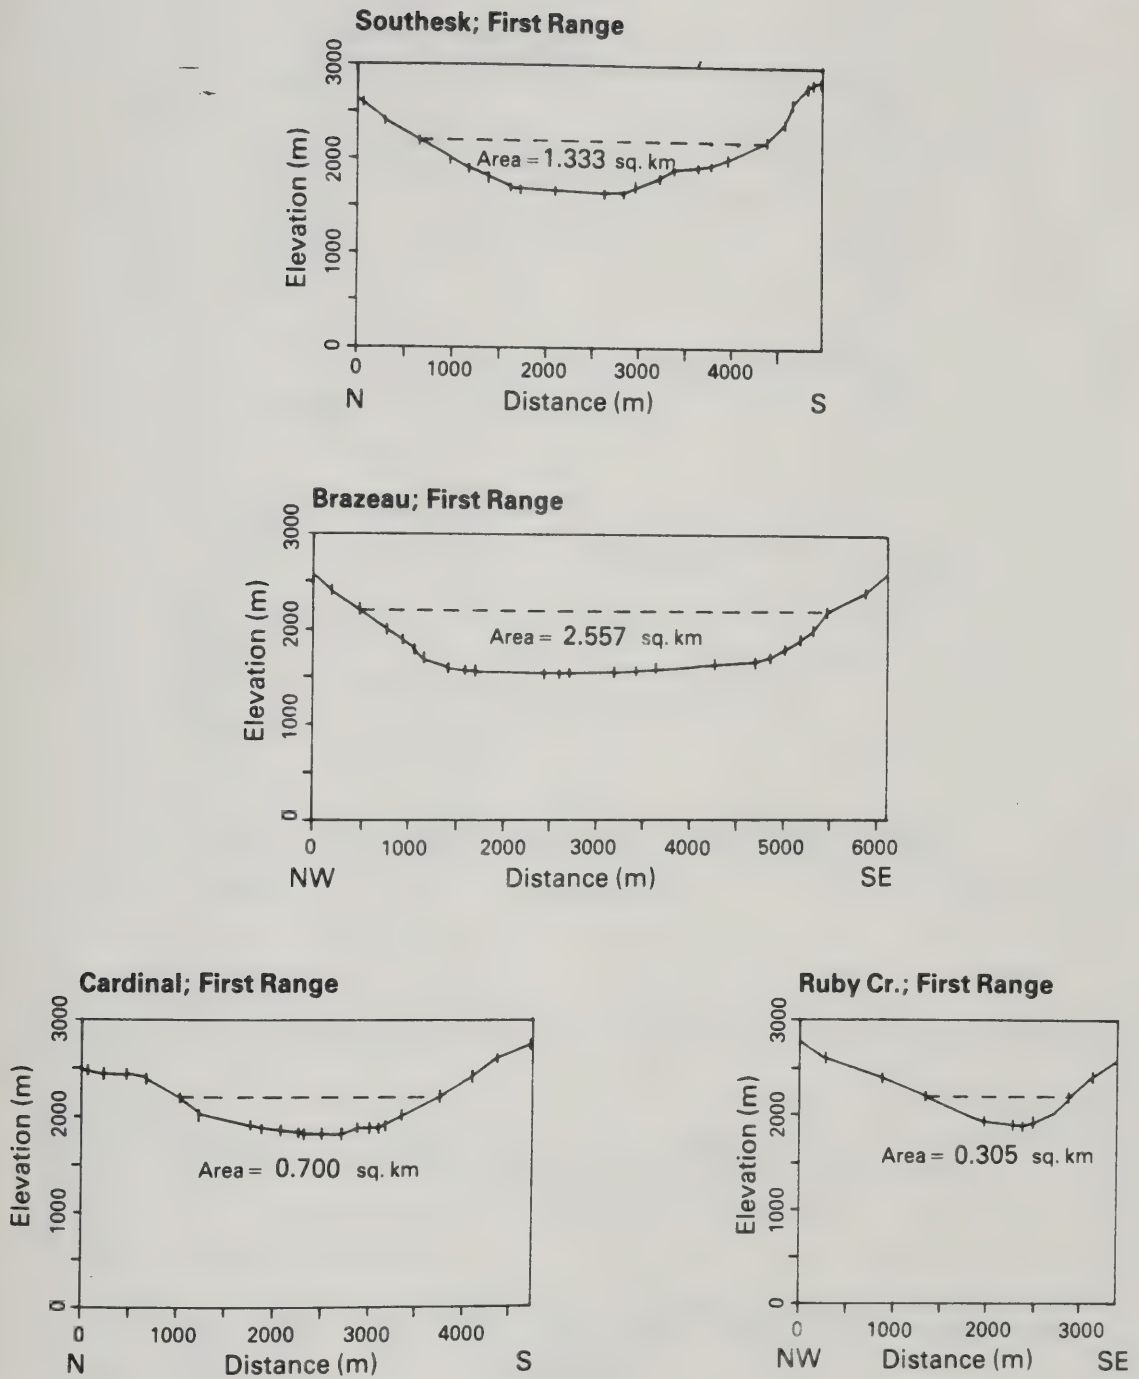 Southesk; First Range
3000
2000
1000
0
Elevation (m)
Area = 1.333 sq. km
0 1000 2000 3000 4000
N Distance (m) S
Brazeau; First Range
3000
2000
1000
0
Elevation (m)
Area = 2.557 sq. km
0 1000 2000 3000 4000 5000 6000
NW Distance (m) SE
Cardinal; First Range
3000
2000
1000
0
Elevation (m)
Area = 0.700 sq. km
0 1000 2000 3000 4000
N Distance (m) S
Ruby Cr.; First Range
3000
2000
1000
0
Elevation (m)
Area = 0.305 sq. km
0 1000 2000 3000
NW Distance (m) SE